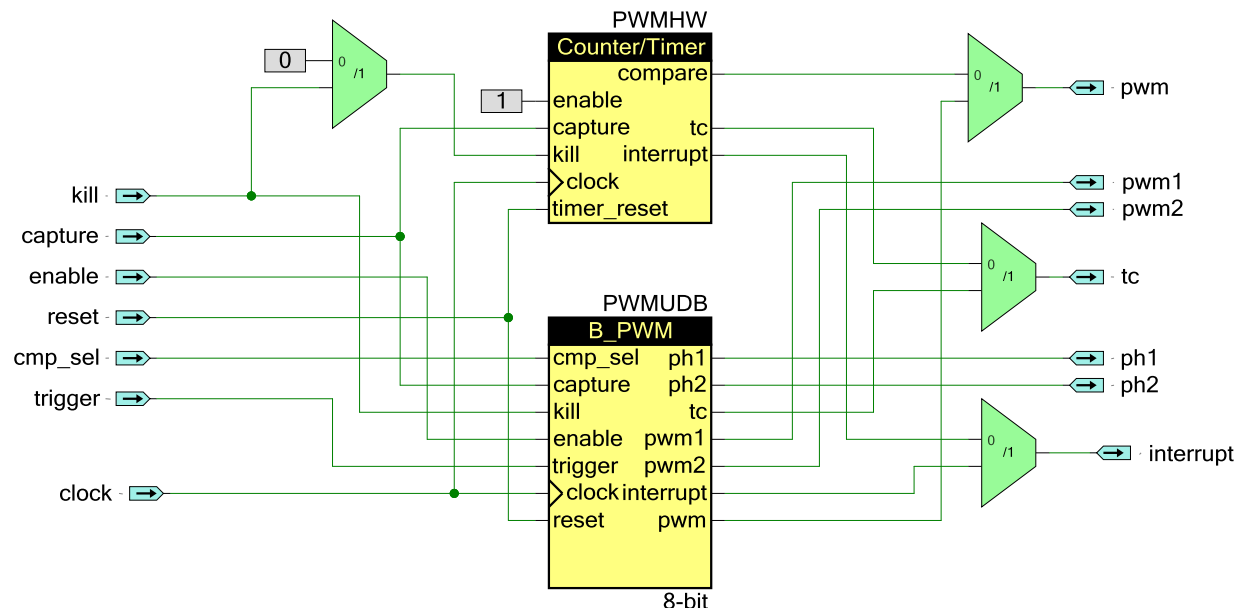 PWMHW
Counter/Timer
0
0
/1
compare
0
/1
pwm
1
enable
capture
tc
kill
interrupt
clock
pwm1
timer_reset
pwm2
kill
capture
enable
0
/1
tc
reset
PWMUDB
B_PWM
cmp_sel
cmp_sel
ph1
ph1
capture
ph2
ph2
trigger
kill
tc
enable
pwm1
0
/1
interrupt
trigger
pwm2
clock
clock
interrupt
reset
pwm
8-bit